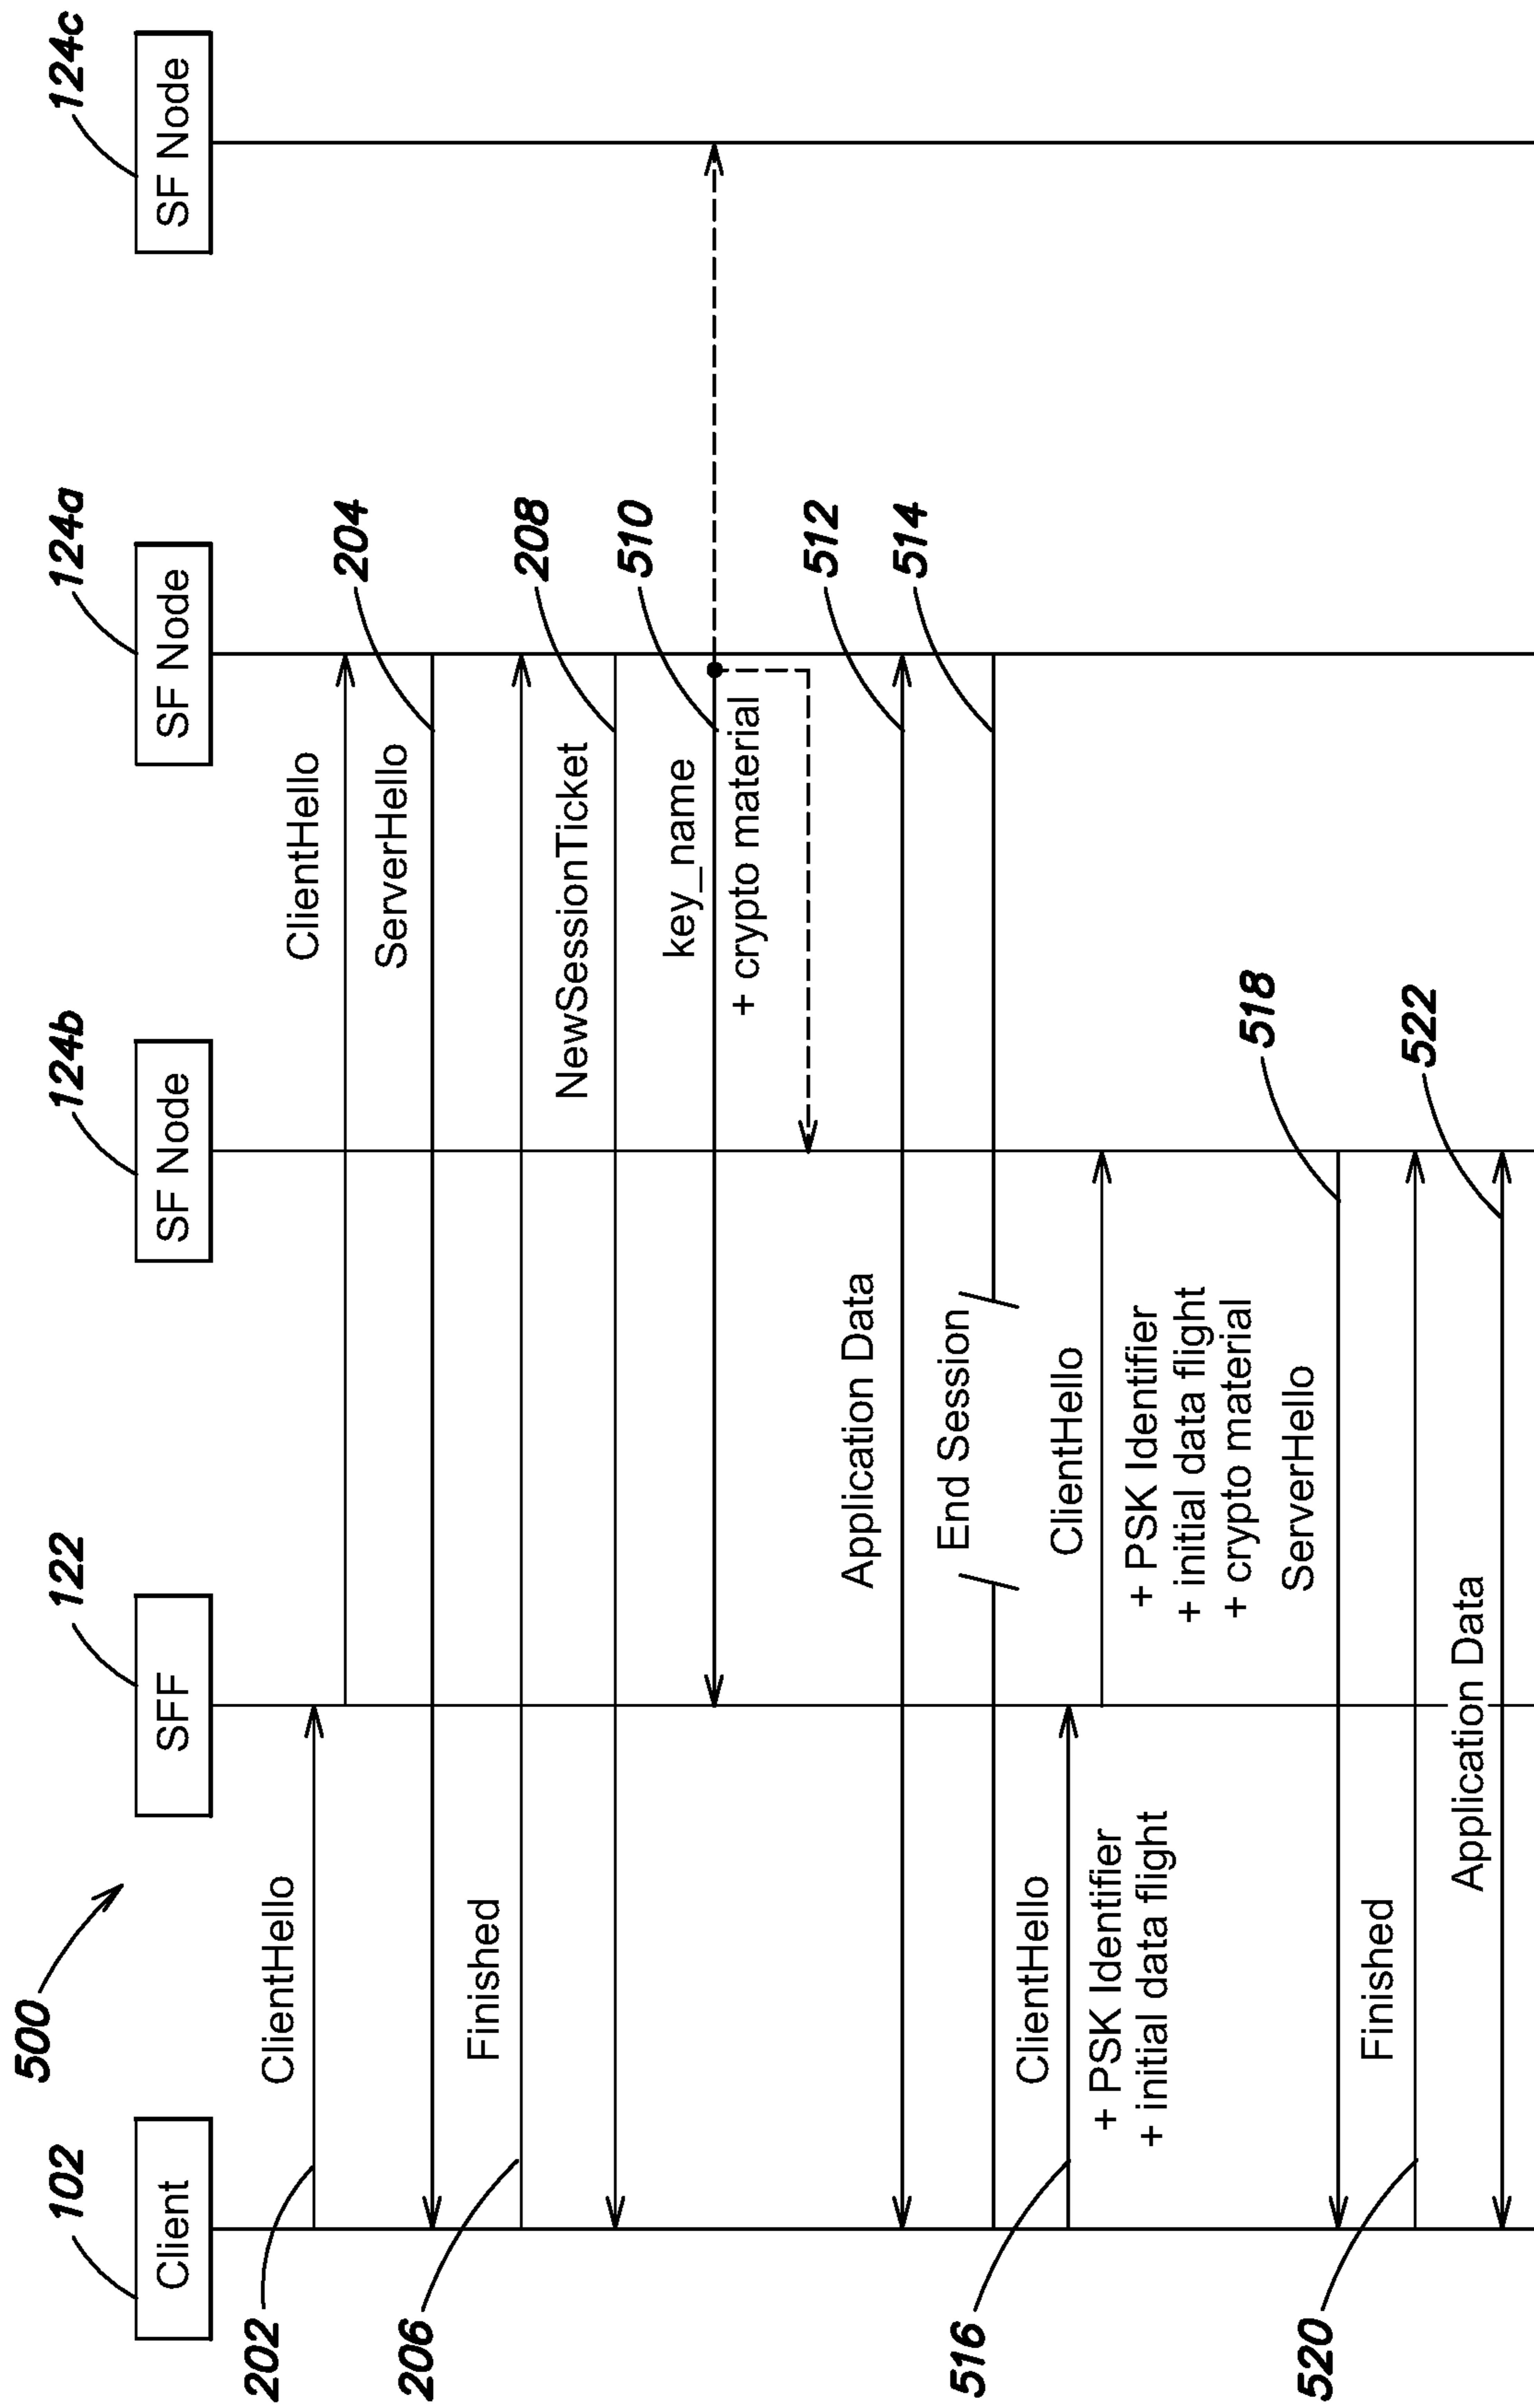 500
102
122
124b
124a
124c
Client
SFF
SF Node
SF Node
SF Node
202
ClientHello
ClientHello
204
ServerHello
206
Finished
208
NewSessionTicket
510
key_name
+ crypto material
512
Application Data
514
End Session
516
ClientHello
+ PSK Identifier
+ initial data flight
ClientHello
+ PSK Identifier
+ initial data flight
+ crypto material
518
ServerHello
520
Finished
522
Application Data